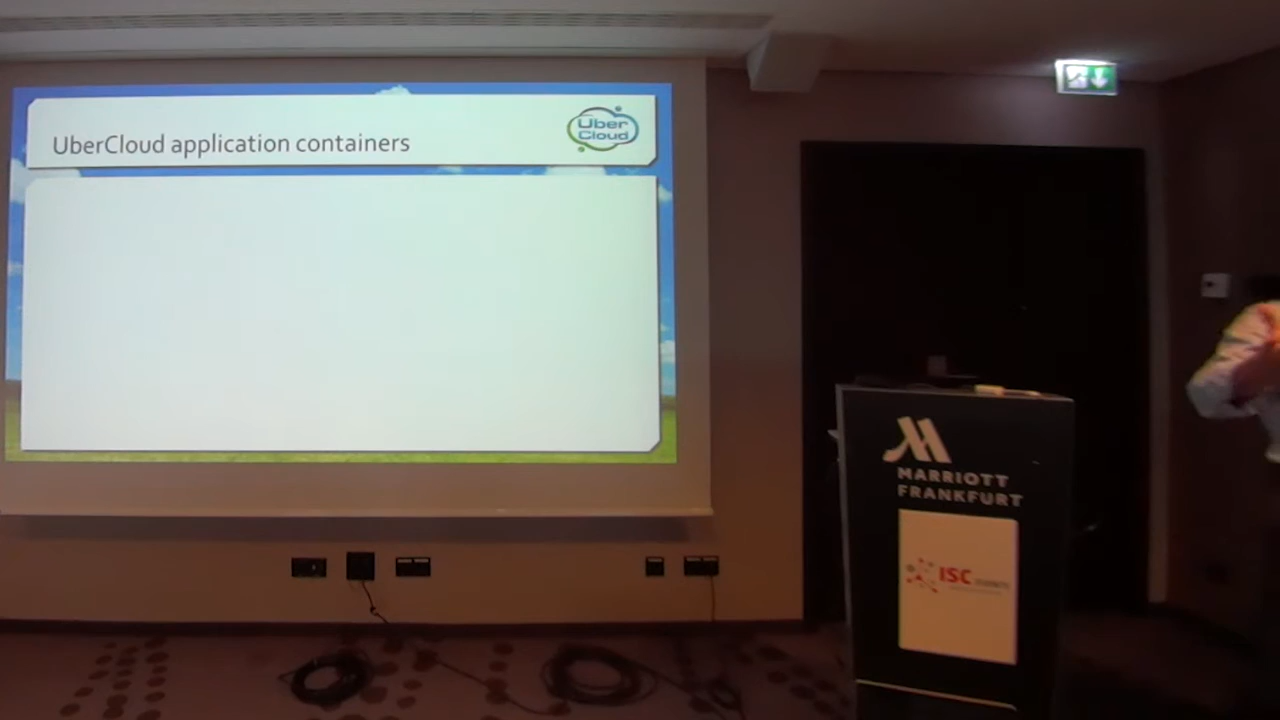 UberCloud application containers
Uber
Cloud
MARRIOTT
FRANKFURT
ISC